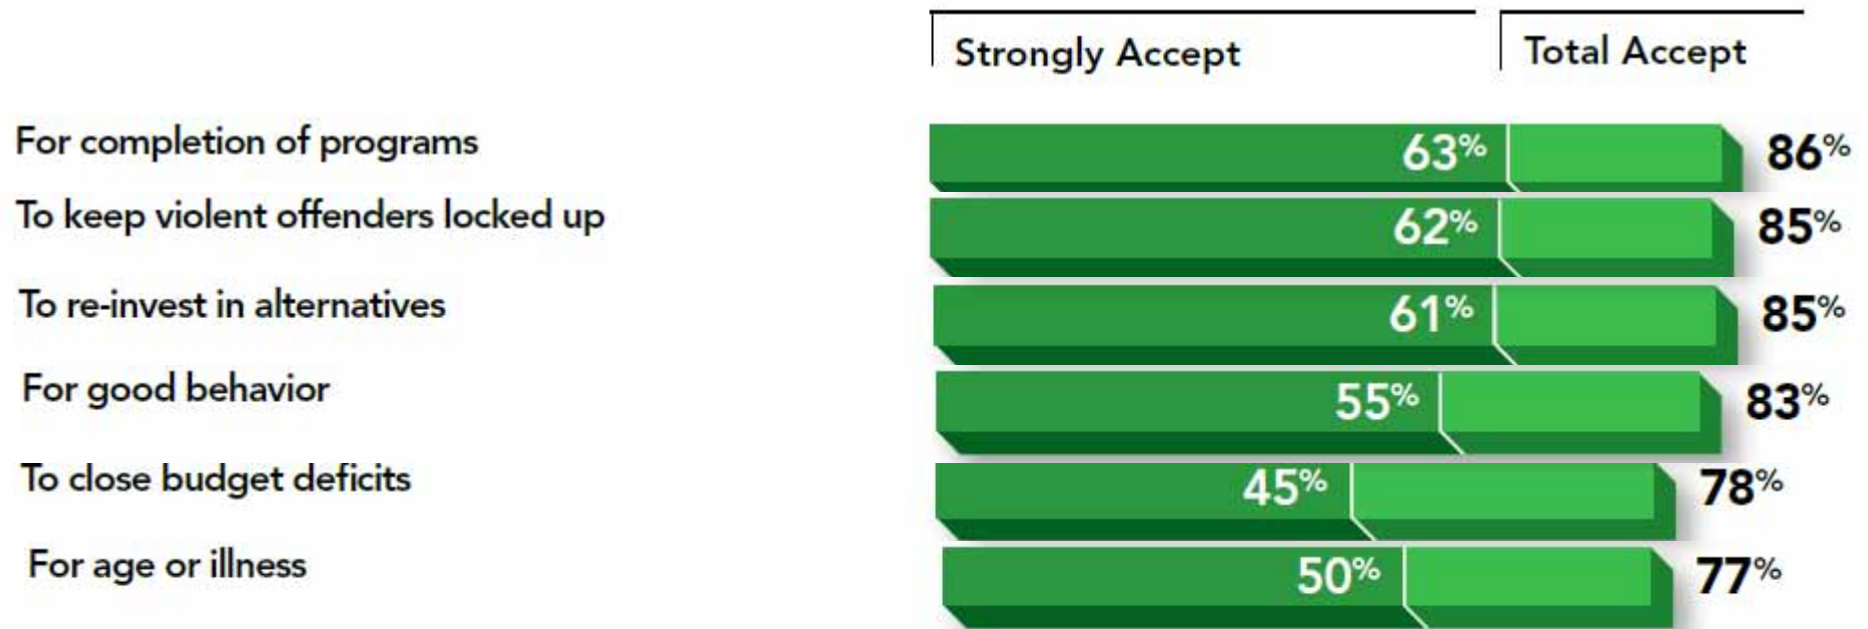 Strongly Accept Total Accept
For completion of programs 63% 86%
To keep violent offenders locked up 62% 85%
To re-invest in alternatives 61% 85%
For good behavior 55% 83%
To close budget deficits 45% 78%
For age or illness 50% 77%